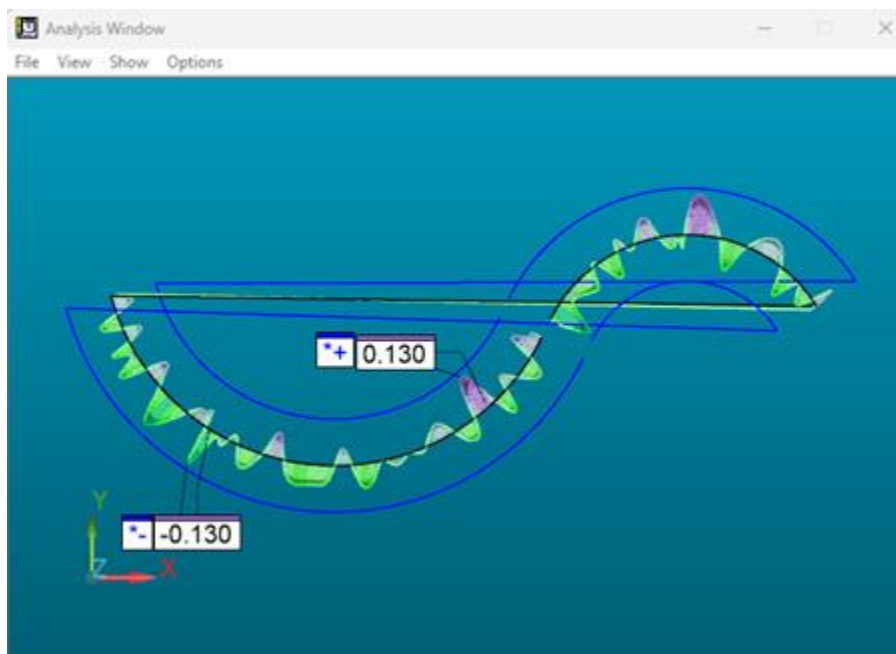 Analysis Window
File View Show Options
*+ 0.130
*- -0.130
Y
Z X